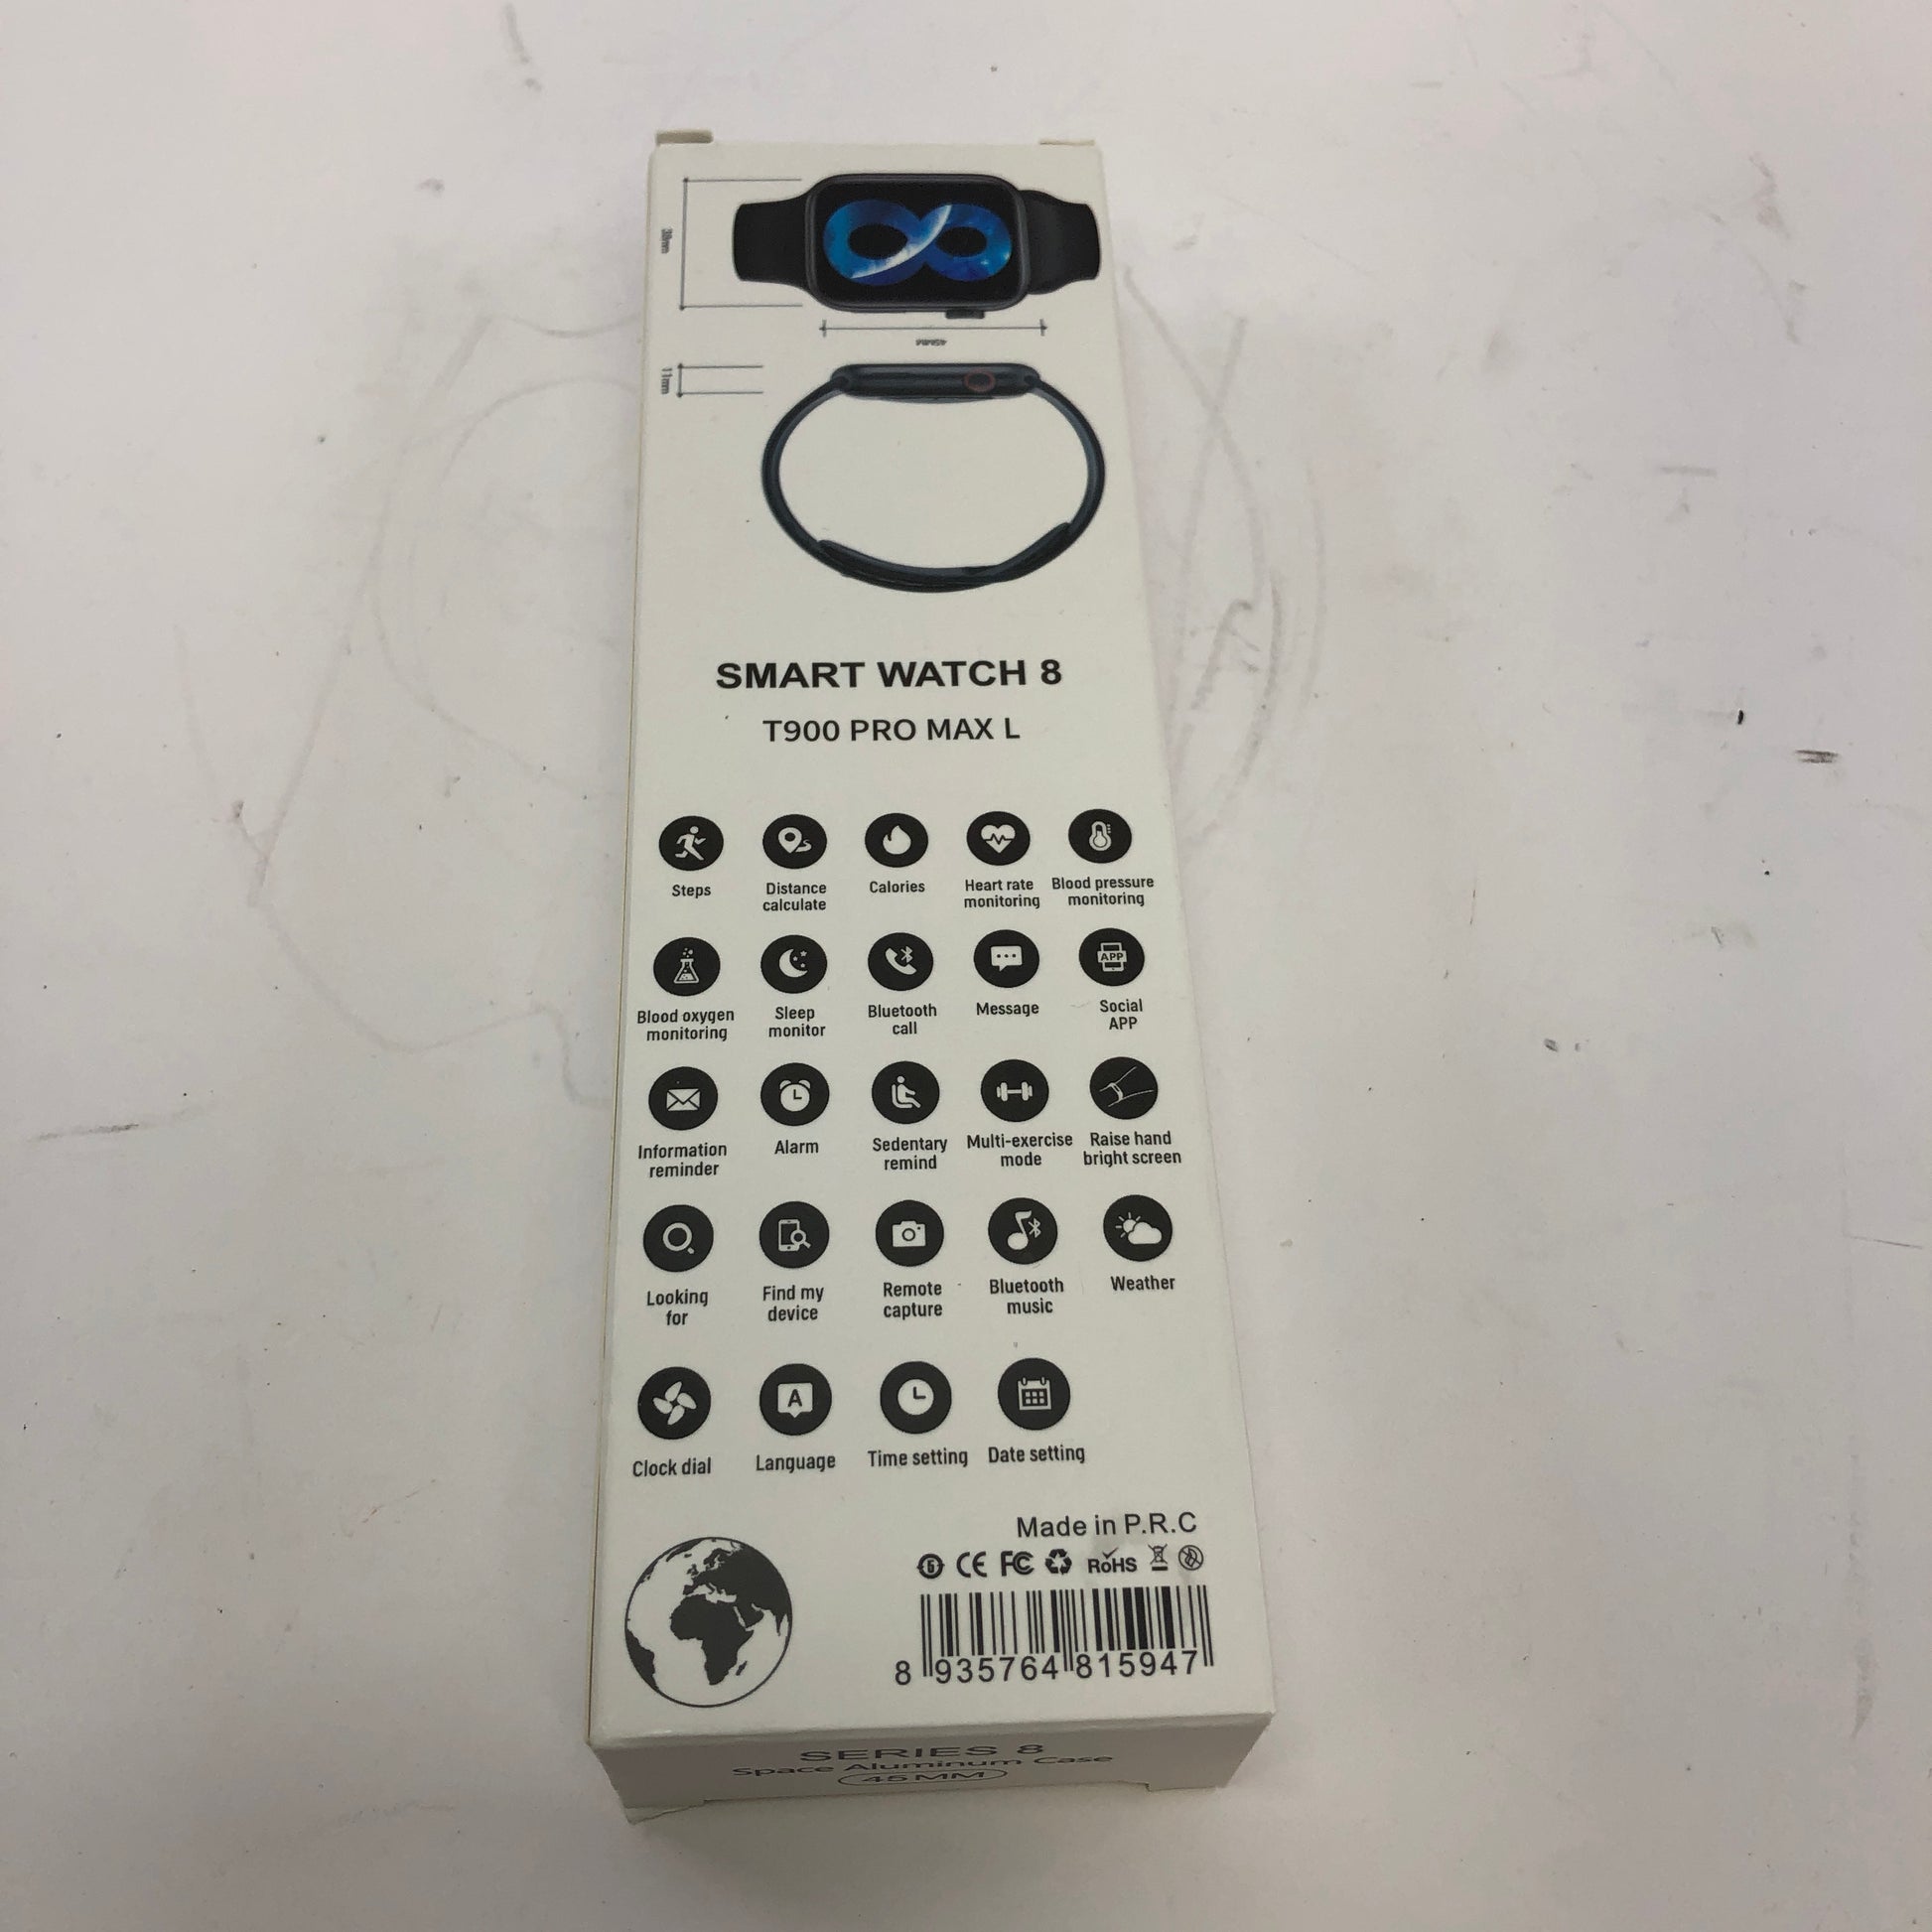 38mm
45MM
11mm
SMART WATCH 8
T900 PRO MAX L
Steps
Distance
calculate
Calories
Heart rate
monitoring
Blood pressure
monitoring
Blood oxygen
monitoring
Sleep
monitor
Bluetooth
call
Message
APP
Social
APP
Information
reminder
Alarm
Sedentary
remind
Multi-exercise
mode
Raise hand
bright screen
Looking
for
Find my
device
Remote
capture
Bluetooth
music
Weather
Clock dial
A
Language
Time setting
Date setting
Made in P.R.C
CE FC RoHS
8 935764 815947
SERIES 8
Space Aluminum Case
45MM